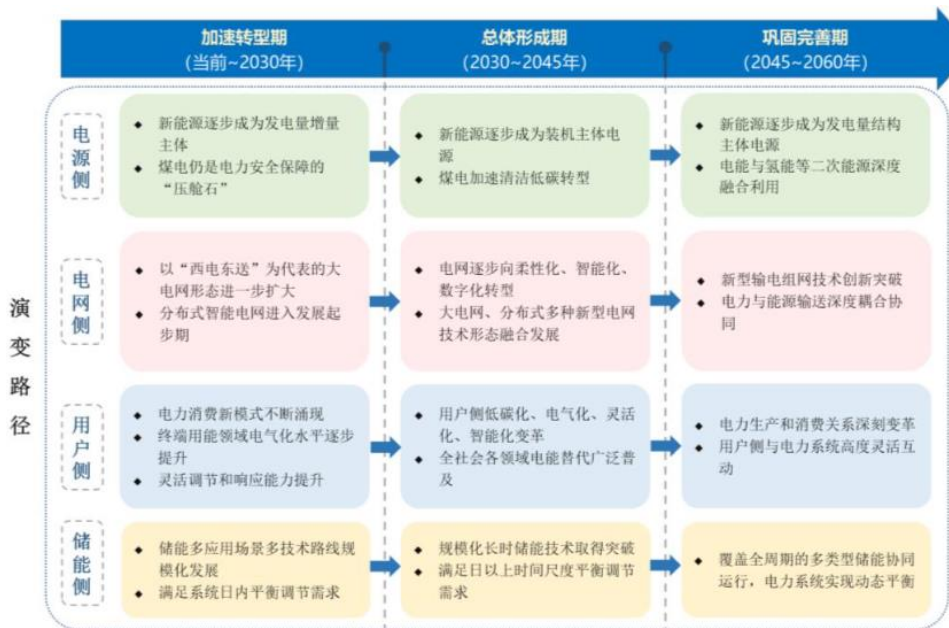 加速转型期
(当前~2030年)
总体形成期
(2030~2045年)
巩固完善期
(2045~2060年)
演变路径
电源侧
◆ 新能源逐步成为发电量增量
主体
◆ 煤电仍是电力安全保障的
“压舱石”
◆ 新能源逐步成为装机主体电
源
◆ 煤电加速清洁低碳转型
◆ 新能源逐步成为发电量结构
主体电源
◆ 电能与氢能等二次能源深度
融合利用
电网侧
◆ 以“西电东送”为代表的大
电网形态进一步扩大
◆ 分布式智能电网进入发展起
步期
◆ 电网逐步向柔性化、智能化、
数字化转型
◆ 大电网、分布式多种新型电网
技术形态融合发展
◆ 新型输电组网技术创新突破
◆ 电力与能源输送深度耦合协
同
用户侧
◆ 电力消费新模式不断涌现
◆ 终端用能领域电气化水平逐步
提升
◆ 灵活调节和响应能力提升
◆ 用户侧低碳化、电气化、灵活
化、智能化变革
◆ 全社会各领域电能替代广泛普
及
◆ 电力生产和消费关系深刻变革
◆ 用户侧与电力系统高度灵活互
动
储能侧
◆ 储能多应用场景多技术路线规
模化发展
◆ 满足系统日内平衡调节需求
◆ 规模化长时储能技术取得突破
◆ 满足日以上时间尺度平衡调节
需求
◆ 覆盖全周期的多类型储能协同
运行，电力系统实现动态平衡